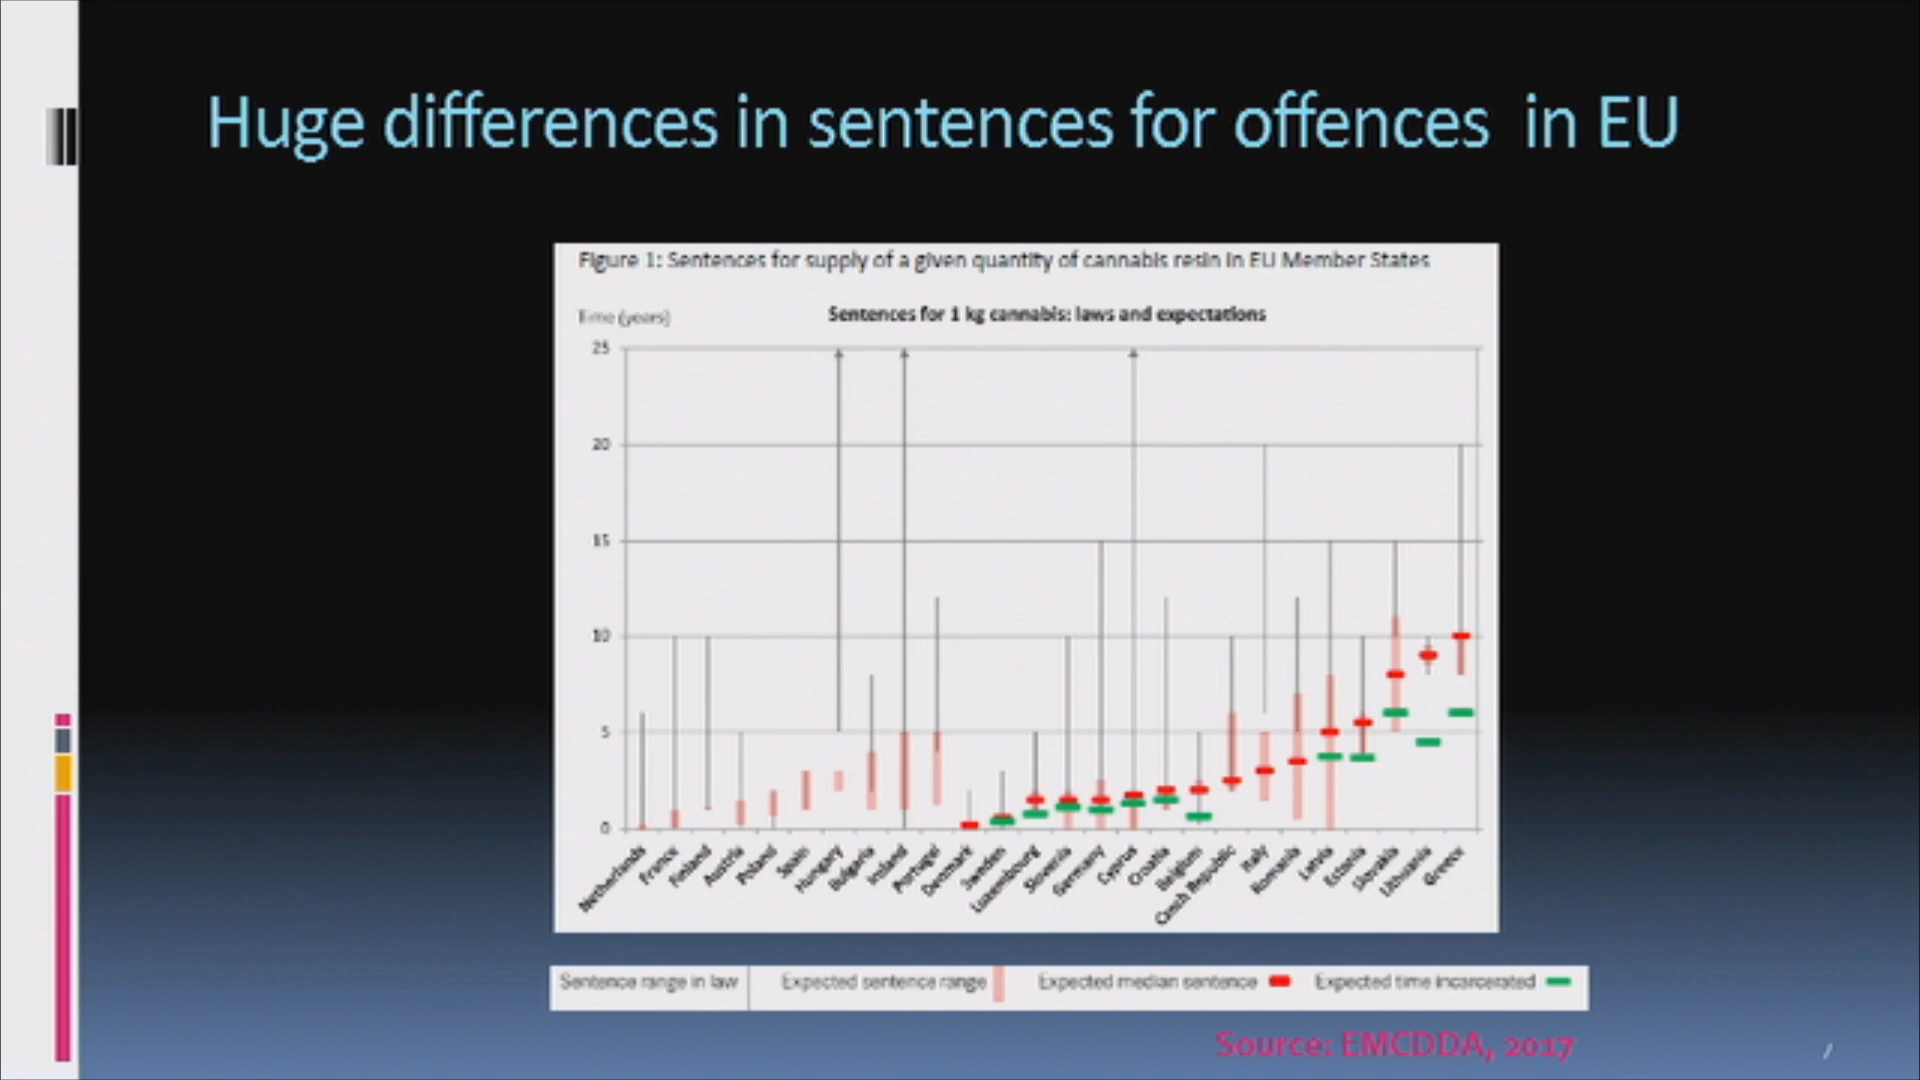 Huge differences in sentences for offences in EU
Figure 1: Sentences for supply of a given quantity of cannabis resin in EU Member States
Time (years)
Sentences for 1 kg cannabis: laws and expectations
25
20
15
10
5
0
Netherlands
France
Finland
Austria
Poland
Spain
Hungary
Bulgaria
Ireland
Portugal
Denmark
Sweden
Luxembourg
Slovenia
Germany
Cyprus
Croatia
Belgium
Czech Republic
Italy
Romania
Latvia
Estonia
Slovakia
Lithuania
Greece
Sentence range in law
Expected sentence range
Expected median sentence
Expected time incarcerated
Source: EMCDDA, 2017